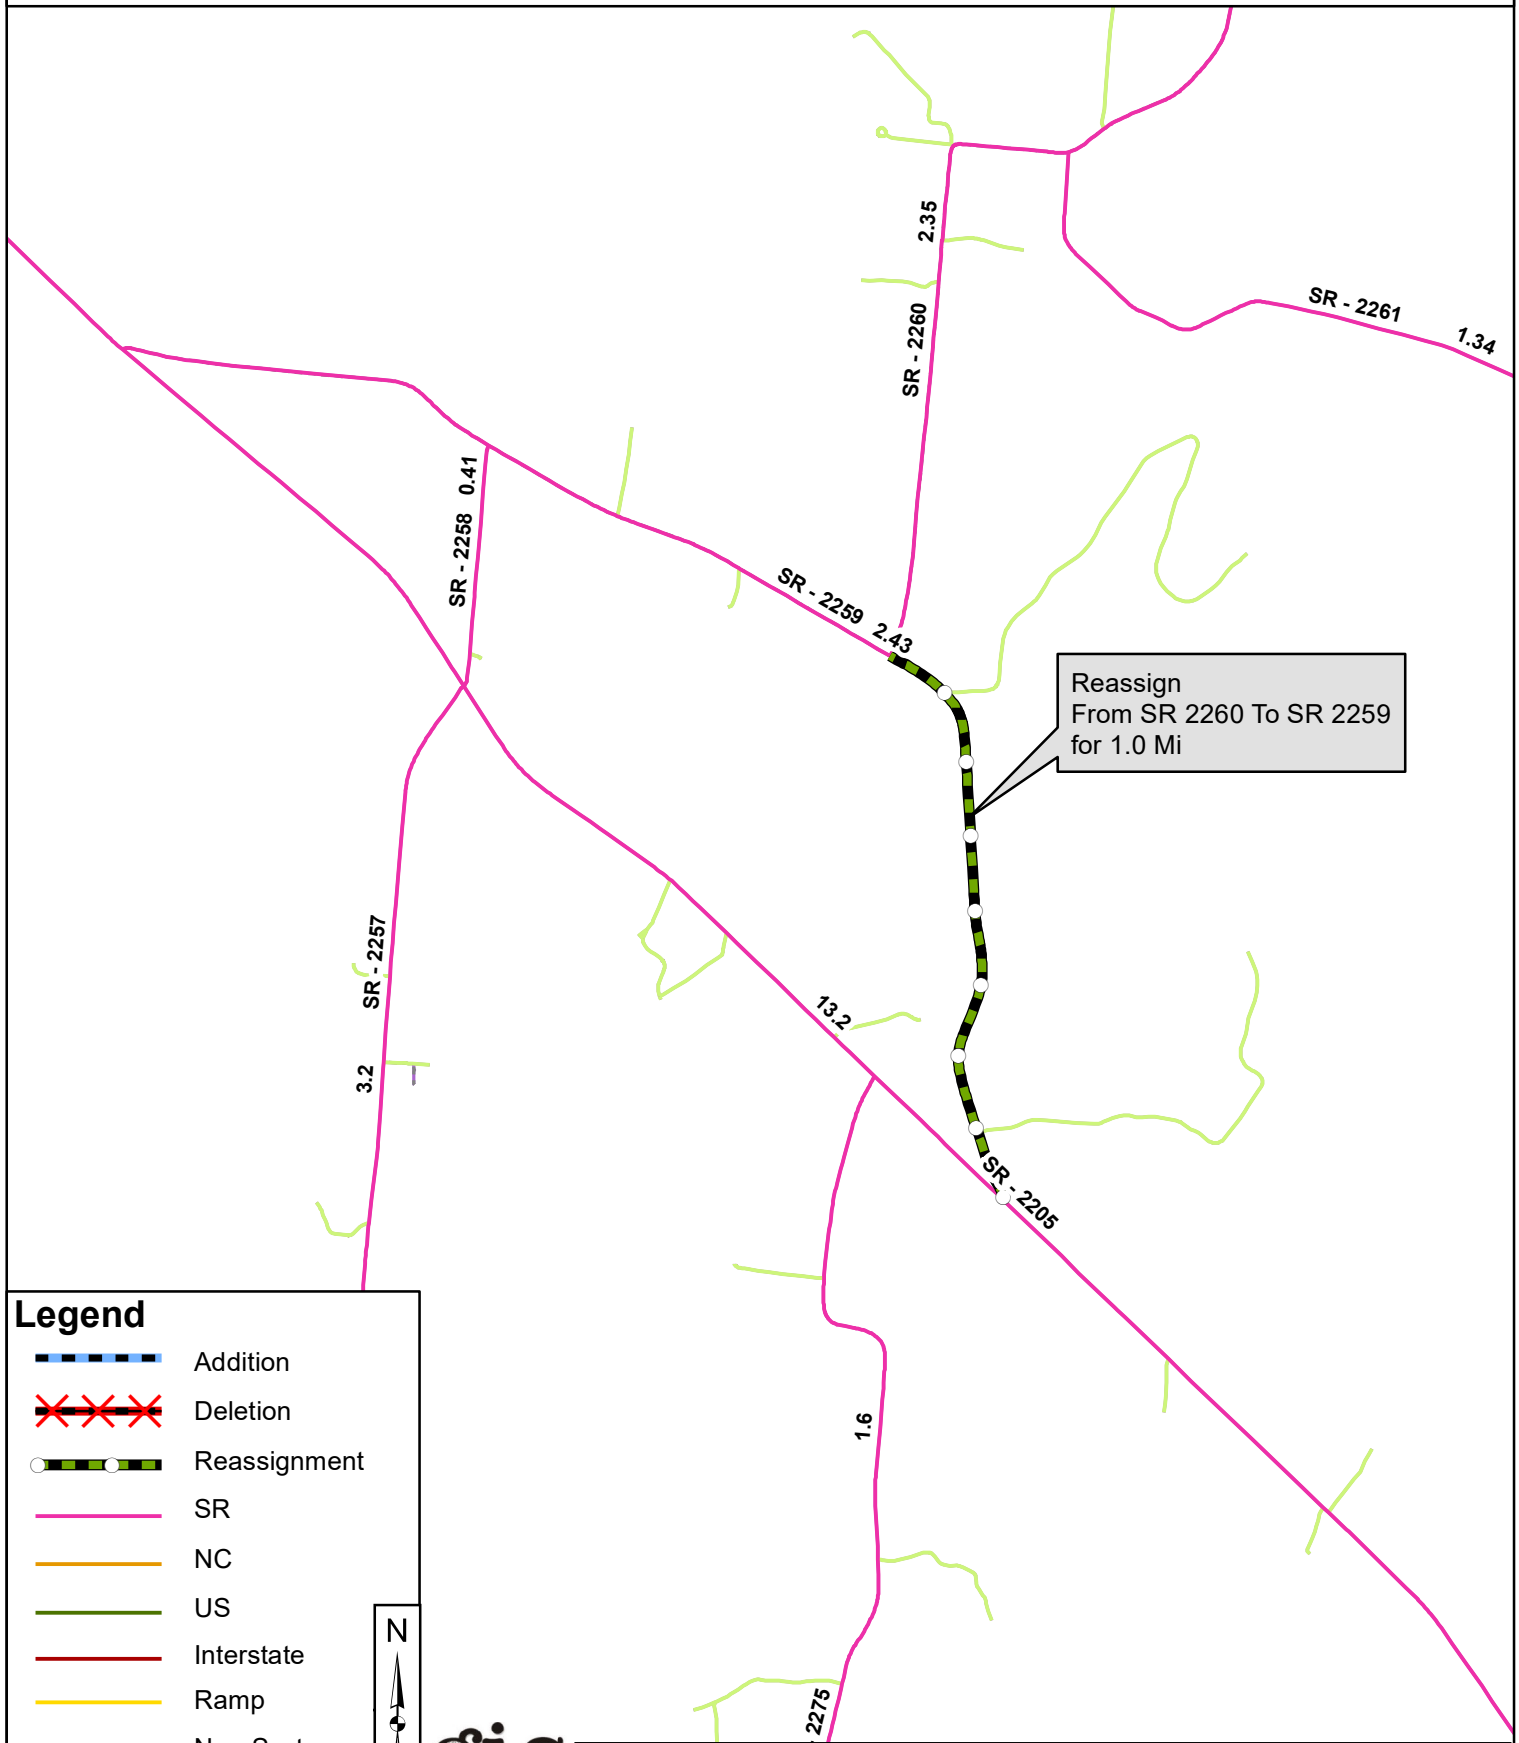 2.35
SR - 2260
SR - 2261
1.34
0.41
SR - 2258
SR - 2259
2.43
Reassign
From SR 2260 To SR 2259
for 1.0 Mi
SR - 2257
3.2
13.2
SR - 2205
1.6
2275
Legend
Addition
Deletion
Reassignment
SR
NC
US
Interstate
Ramp
N